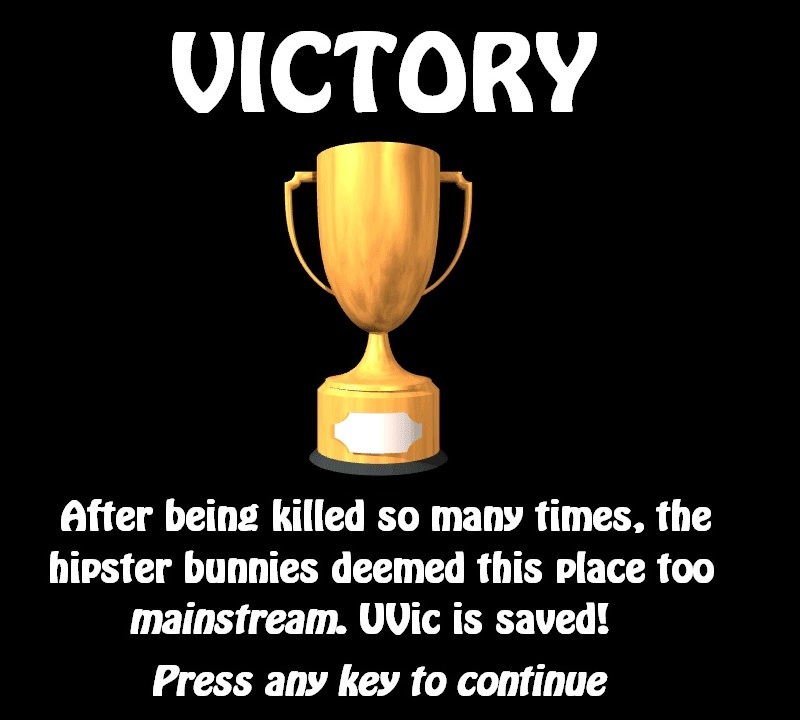 VICTORY
After being killed so many times, the
hipster bunnies deemed this place too
mainstream. UVic is saved!
Press any key to continue